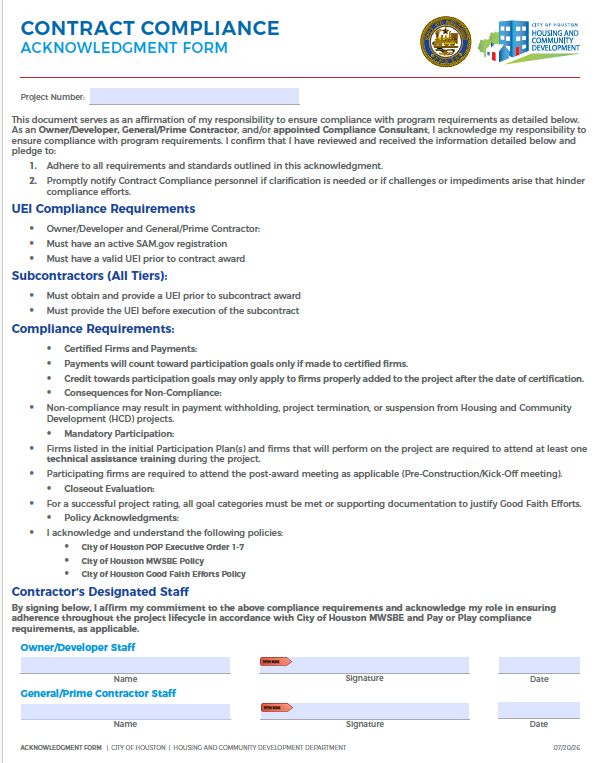 CONTRACT COMPLIANCE
ACKNOWLEDGMENT FORM
CITY OF HOUSTON
HOUSING AND
COMMUNITY
DEVELOPMENT
Project Number:
This document serves as an affirmation of my responsibility to ensure compliance with program requirements as detailed below.
As an Owner/Developer, General/Prime Contractor, and/or appointed Compliance Consultant, I acknowledge my responsibility to
ensure compliance with program requirements. I confirm that I have reviewed and received the information detailed below and
pledge to:
1. Adhere to all requirements and standards outlined in this acknowledgment.
2. Promptly notify Contract Compliance personnel if clarification is needed or if challenges or impediments arise that hinder
compliance efforts.
UEI Compliance Requirements
• Owner/Developer and General/Prime Contractor:
• Must have an active SAM.gov registration
• Must have a valid UEI prior to contract award
Subcontractors (All Tiers):
• Must obtain and provide a UEI prior to subcontract award
• Must provide the UEI before execution of the subcontract
Compliance Requirements:
• Certified Firms and Payments:
• Payments will count toward participation goals only if made to certified firms.
• Credit towards participation goals may only apply to firms properly added to the project after the date of certification.
• Consequences for Non-Compliance:
• Non-compliance may result in payment withholding, project termination, or suspension from Housing and Community
Development (HCD) projects.
• Mandatory Participation:
• Firms listed in the initial Participation Plan(s) and firms that will perform on the project are required to attend at least one
technical assistance training during the project.
• Participating firms are required to attend the post-award meeting as applicable (Pre-Construction/Kick-Off meeting).
• Closeout Evaluation:
• For a successful project rating, all goal categories must be met or supporting documentation to justify Good Faith Efforts.
• Policy Acknowledgments:
• I acknowledge and understand the following policies:
• City of Houston POP Executive Order 1-7
• City of Houston MWSBE Policy
• City of Houston Good Faith Efforts Policy
Contractor's Designated Staff
By signing below, I affirm my commitment to the above compliance requirements and acknowledge my role in ensuring
adherence throughout the project lifecycle in accordance with City of Houston MWSBE and Pay or Play compliance
requirements, as applicable.
Owner/Developer Staff
Name Signature Date
General/Prime Contractor Staff
Name Signature Date
ACKNOWLEDGMENT FORM | CITY OF HOUSTON | HOUSING AND COMMUNITY DEVELOPMENT DEPARTMENT 07/20/26